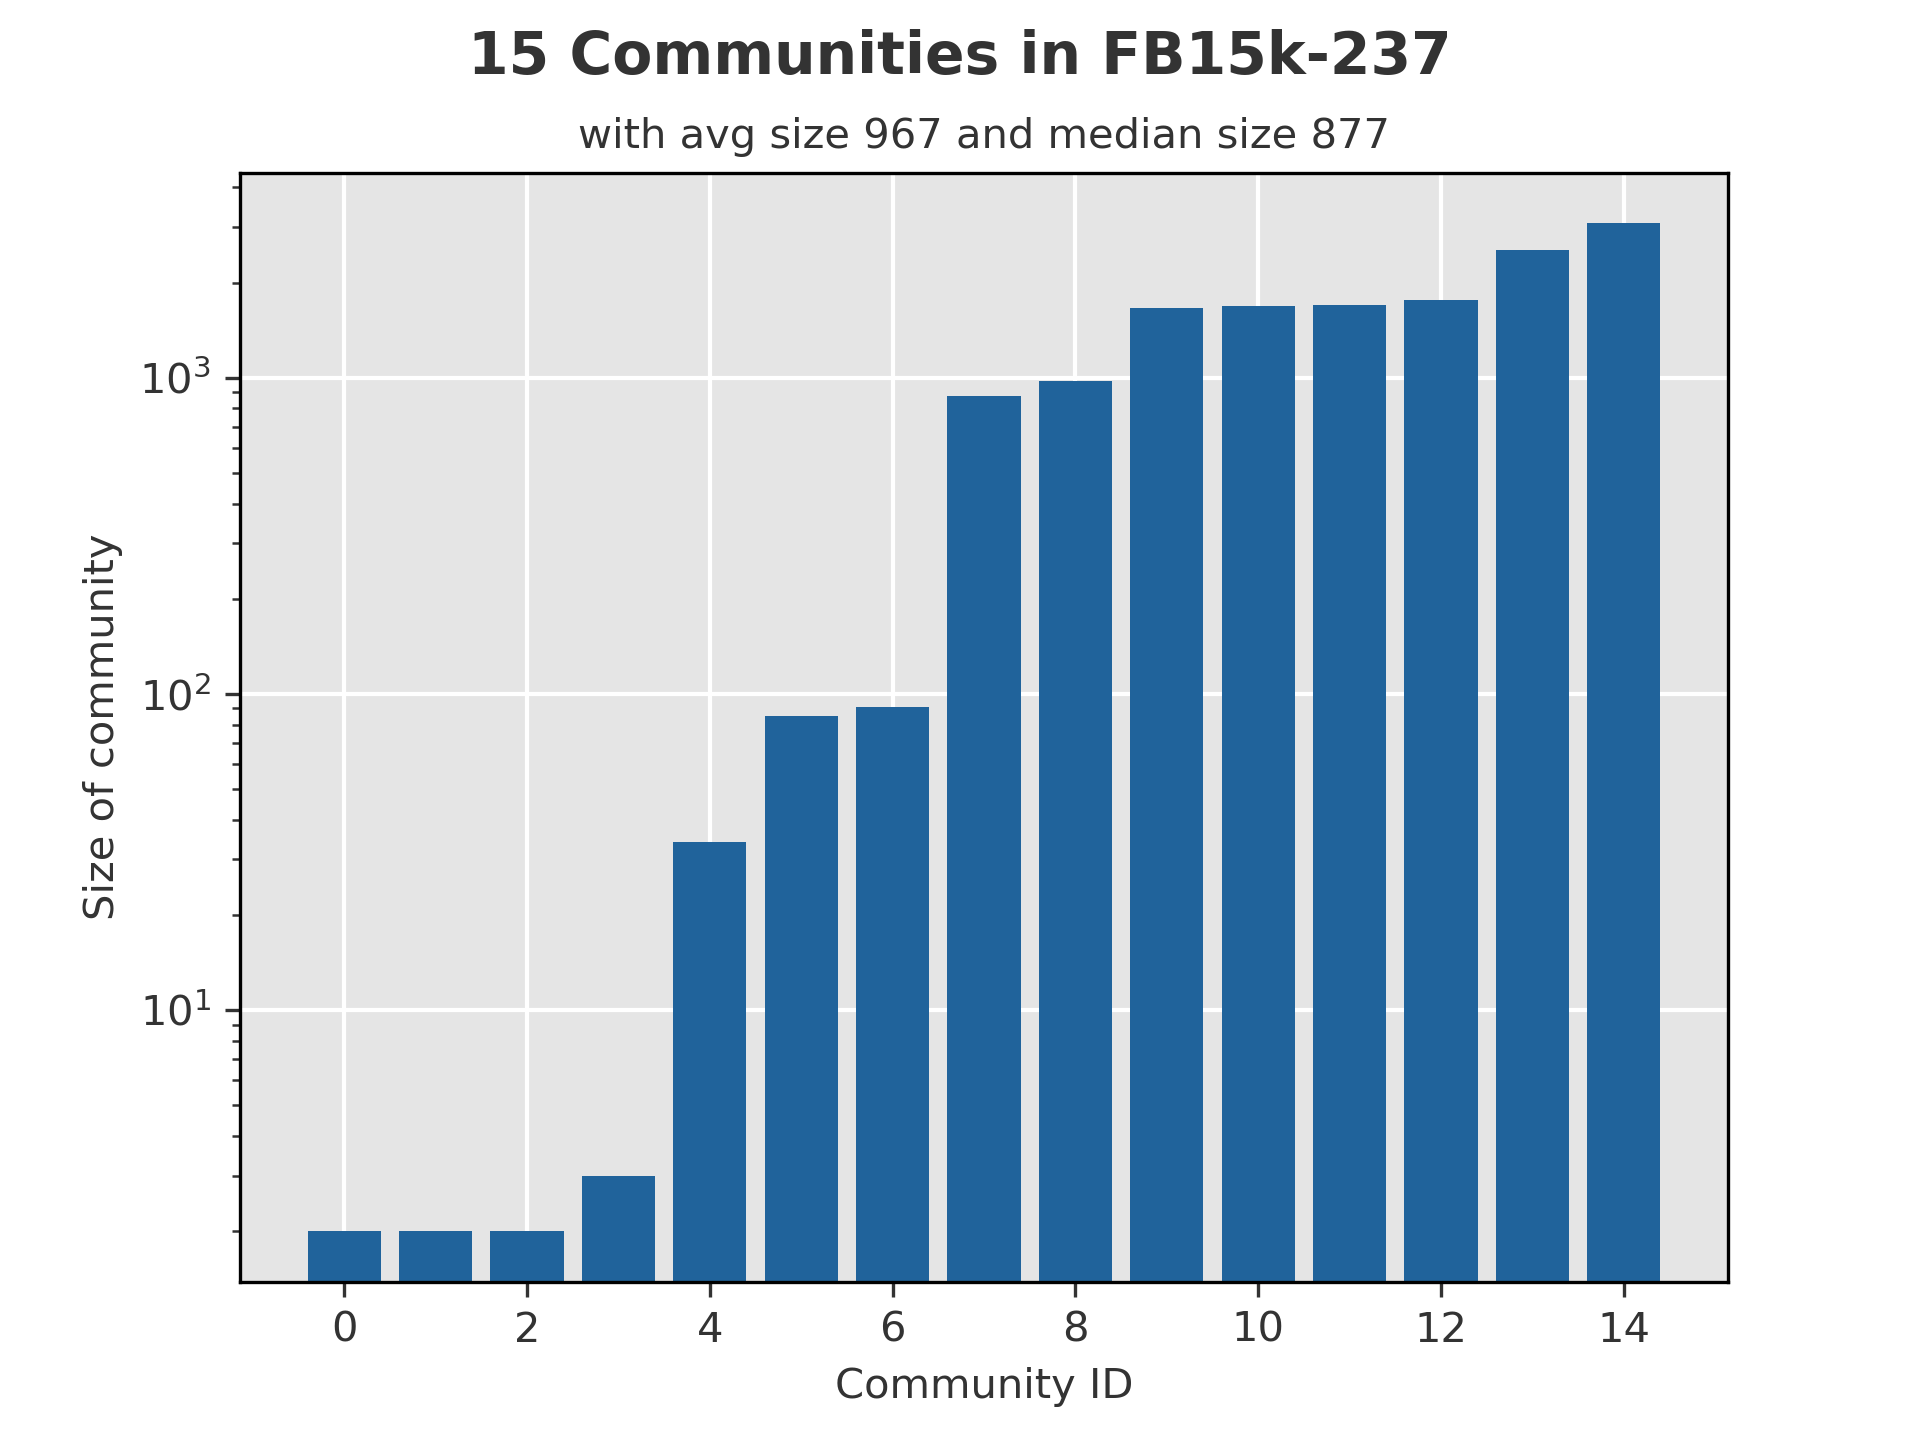 15 Communities in FB15k-237
with avg size 967 and median size 877
Size of community
10³
10²
10¹
0 2 4 6 8 10 12 14
Community ID